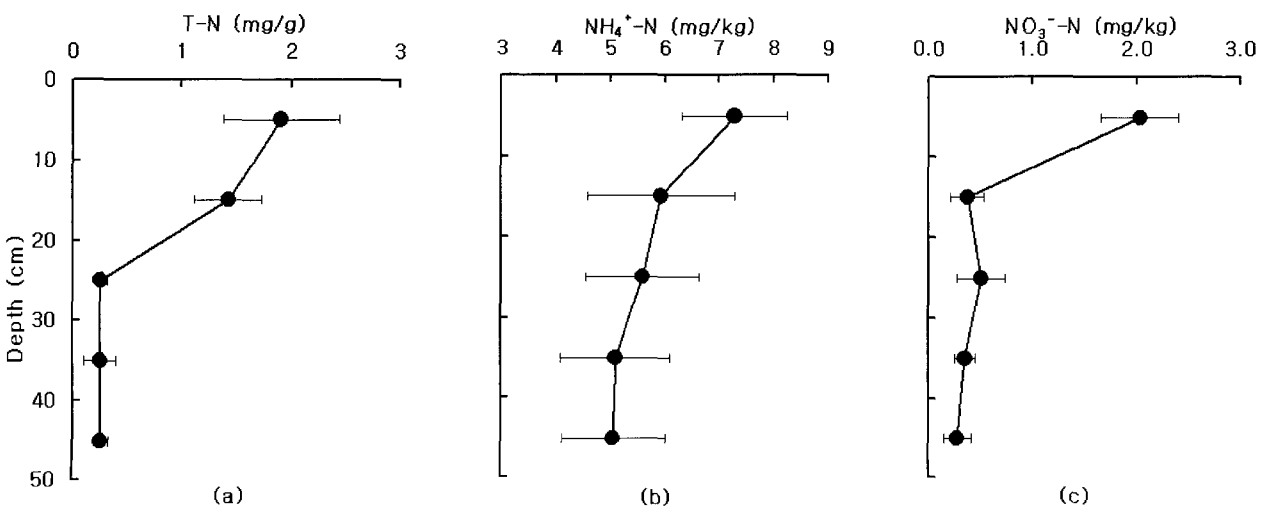 T-N (mg/g)
0 1 2 3
NH₄⁺-N (mg/kg)
3 4 5 6 7 8 9
NO₃⁻-N (mg/kg)
0.0 1.0 2.0 3.0
Depth (cm)
0
10
20
30
40
50
(a)
(b)
(c)